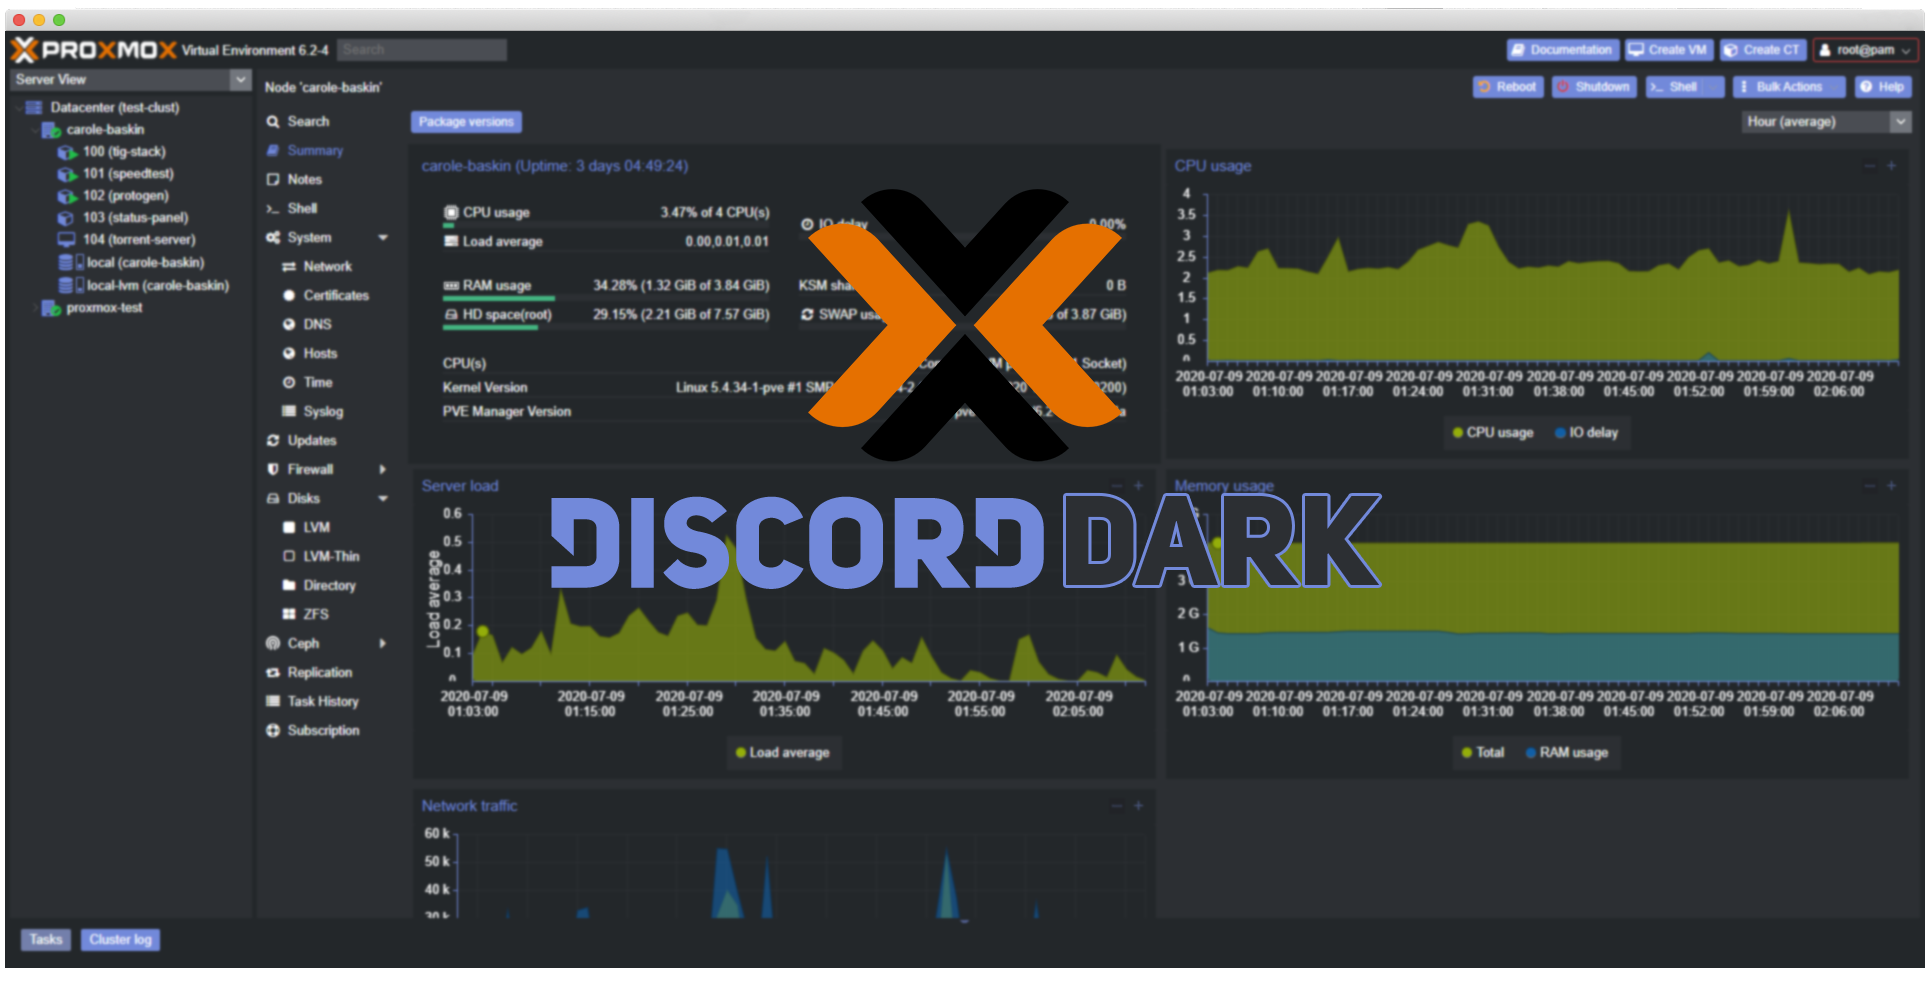 PROXMOX Virtual Environment 6.2-4 Search
Documentation Create VM Create CT root@pam
Server View
Datacenter (test-clust)
carole-baskin
100 (tig-stack)
101 (speedtest)
102 (protogen)
103 (status-panel)
104 (torrent-server)
local (carole-baskin)
local-lvm (carole-baskin)
proxmox-test
Node 'carole-baskin'
Reboot Shutdown >_ Shell Bulk Actions Help
Search
Summary
Notes
>_ Shell
System
Network
Certificates
DNS
Hosts
Time
Syslog
Updates
Firewall
Disks
LVM
LVM-Thin
Directory
ZFS
Ceph
Replication
Task History
Subscription
Package versions
Hour (average)
carole-baskin (Uptime: 3 days 04:49:24)
CPU usage 3.47% of 4 CPU(s)
IO delay 0.00%
Load average 0.00,0.01,0.01
RAM usage 34.28% (1.32 GiB of 3.84 GiB)
KSM sha 0 B
HD space(root) 29.15% (2.21 GiB of 7.57 GiB)
SWAP us of 3.87 GiB)
CPU(s) Socket)
Kernel Version Linux 5.4.34-1-pve #1 SM 200)
PVE Manager Version
CPU usage
4
3.5
3
2.5
2
1.5
1
0.5
0
2020-07-09 2020-07-09 2020-07-09 2020-07-09 2020-07-09 2020-07-09 2020-07-09 2020-07-09 2020-07-09 2020-07-09
01:03:00 01:10:00 01:17:00 01:24:00 01:31:00 01:38:00 01:45:00 01:52:00 01:59:00 02:06:00
CPU usage IO delay
DISCORD DARK
Server load
Load average
0.6
0.5
0.4
0.3
0.2
0.1
0
2020-07-09 2020-07-09 2020-07-09 2020-07-09 2020-07-09 2020-07-09 2020-07-09
01:03:00 01:15:00 01:25:00 01:35:00 01:45:00 01:55:00 02:05:00
Load average
Memory usage
3
2 G
1 G
0
2020-07-09 2020-07-09 2020-07-09 2020-07-09 2020-07-09 2020-07-09 2020-07-09 2020-07-09 2020-07-09 2020-07-09
01:03:00 01:10:00 01:17:00 01:24:00 01:31:00 01:38:00 01:45:00 01:52:00 01:59:00 02:06:00
Total RAM usage
Network traffic
60 k
50 k
40 k
30 k
Tasks Cluster log